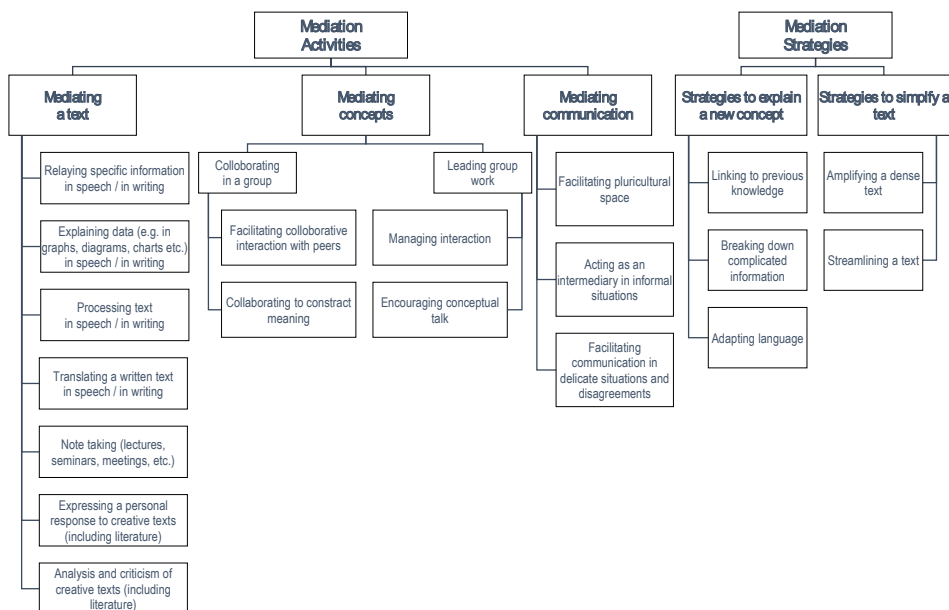 Mediation
Activities
Mediation
Strategies
Mediating
a text
Mediating
concepts
Mediating
communication
Strategies to explain
a new concept
Strategies to simplify a
text
Relaying specific information
in speech / in writing
Explaining data (e.g. in
graphs, diagrams, charts etc.)
in speech / in writing
Processing text
in speech / in writing
Translating a written text
in speech / in writing
Note taking (lectures,
seminars, meetings, etc.)
Expressing a personal
response to creative texts
(including literature)
Analysis and criticism of
creative texts (including
literature)
Collaborating
in a group
Facilitating collaborative
interaction with peers
Collaborating to constract
meaning
Leading group
work
Managing interaction
Encouraging conceptual
talk
Facilitating pluricultural
space
Acting as an
intermediary in informal
situations
Facilitating
communication in
delicate situations and
disagreements
Linking to previous
knowledge
Breaking down
complicated
information
Adapting language
Amplifying a dense
text
Streamlining a text